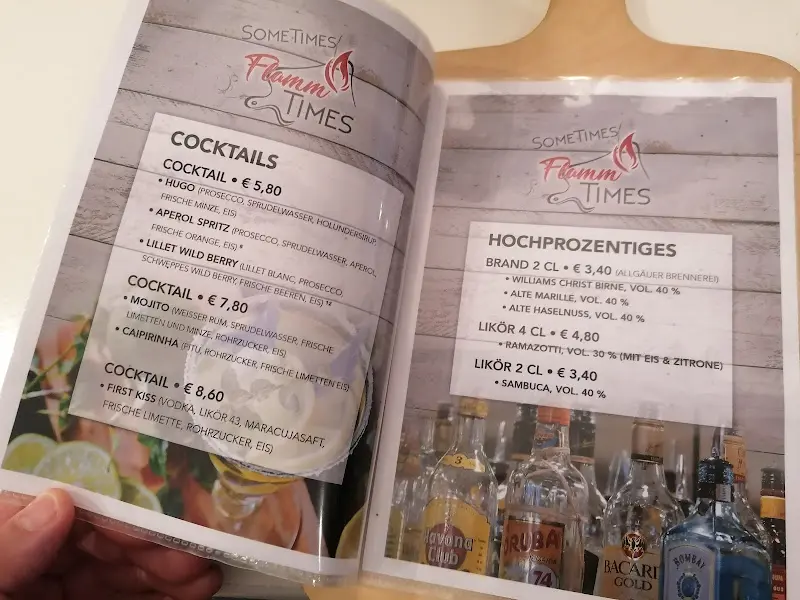 SOMETIMES
Flamm
TIMES
COCKTAILS
COCKTAIL • € 5,80
• HUGO (PROSECCO, SPRUDELWASSER, HOLUNDERSIRUP,
FRISCHE MINZE, EIS)
• APEROL SPRITZ (PROSECCO, SPRUDELWASSER, APEROL,
FRISCHE ORANGE, EIS)
• LILLET WILD BERRY (LILLET BLANC, PROSECCO,
SCHWEPPES WILD BERRY, FRISCHE BEEREN, EIS)
COCKTAIL • € 7,80
• MOJITO (WEISSER RUM, SPRUDELWASSER, FRISCHE
LIMETTEN UND MINZE, ROHRZUCKER, EIS)
• CAIPIRINHA (PITU, ROHRZUCKER, FRISCHE LIMETTEN EIS)
COCKTAIL • € 8,60
• FIRST KISS (VODKA, LIKÖR 43, MARACUJASAFT,
FRISCHE LIMETTE, ROHRZUCKER, EIS)
SOMETIMES
Flamm
TIMES
HOCHPROZENTIGES
BRAND 2 CL • € 3,40 (ALLGÄUER BRENNEREI)
• WILLIAMS CHRIST BIRNE, VOL. 40 %
• ALTE MARILLE, VOL. 40 %
• ALTE HASELNUSS, VOL. 40 %
LIKÖR 4 CL • € 4,80
• RAMAZOTTI, VOL. 30 % (MIT EIS & ZITRONE)
LIKÖR 2 CL • € 3,40
• SAMBUCA, VOL. 40 %
3
Havana
Club
ORUBA
74
BACARDI
GOLD
BOMBAY